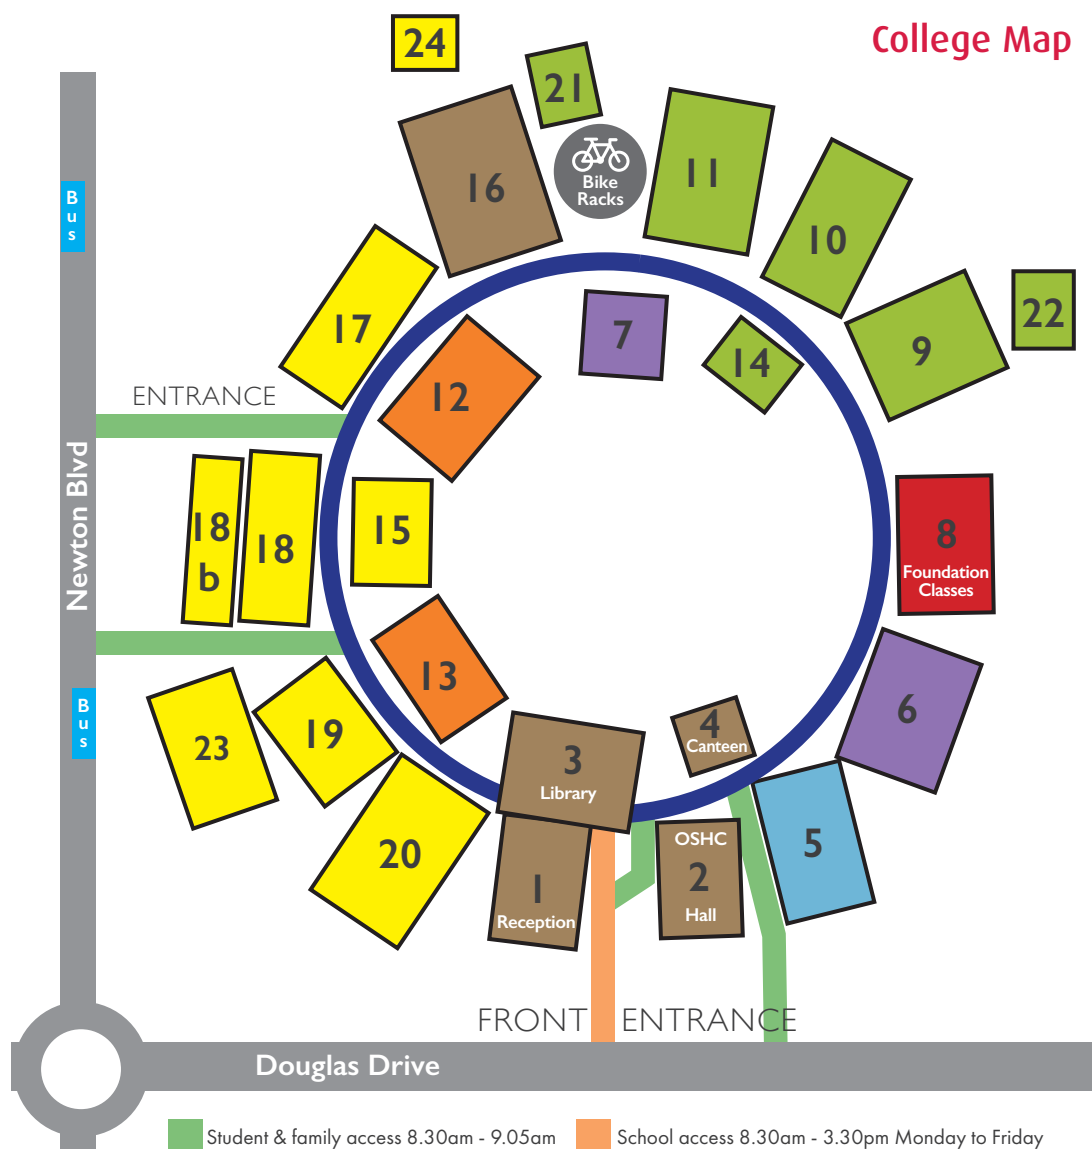 College Map
24
21
16
Bike
Racks
11
10
Bus
17
7
14
22
9
12
ENTRANCE
Newton Blvd
18
b
18
15
8
Foundation
Classes
13
6
Bus
23
19
4
Canteen
3
Library
20
5
OSHC
2
Hall
1
Reception
FRONT ENTRANCE
Douglas Drive
Student & family access 8.30am - 9.05am
School access 8.30am - 3.30pm Monday to Friday